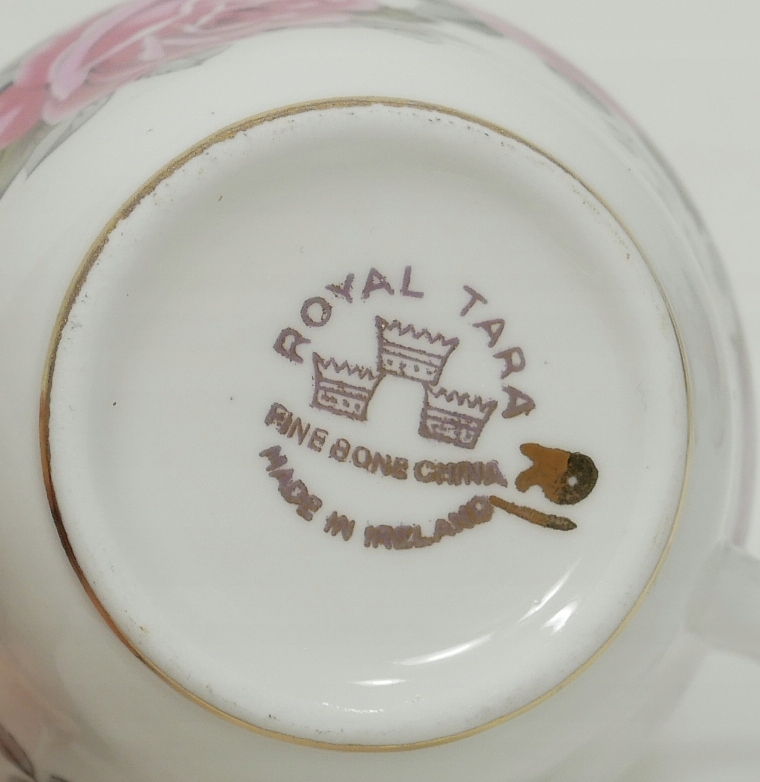 ROYAL TARA
FINE BONE CHINA
MADE IN IRELAND